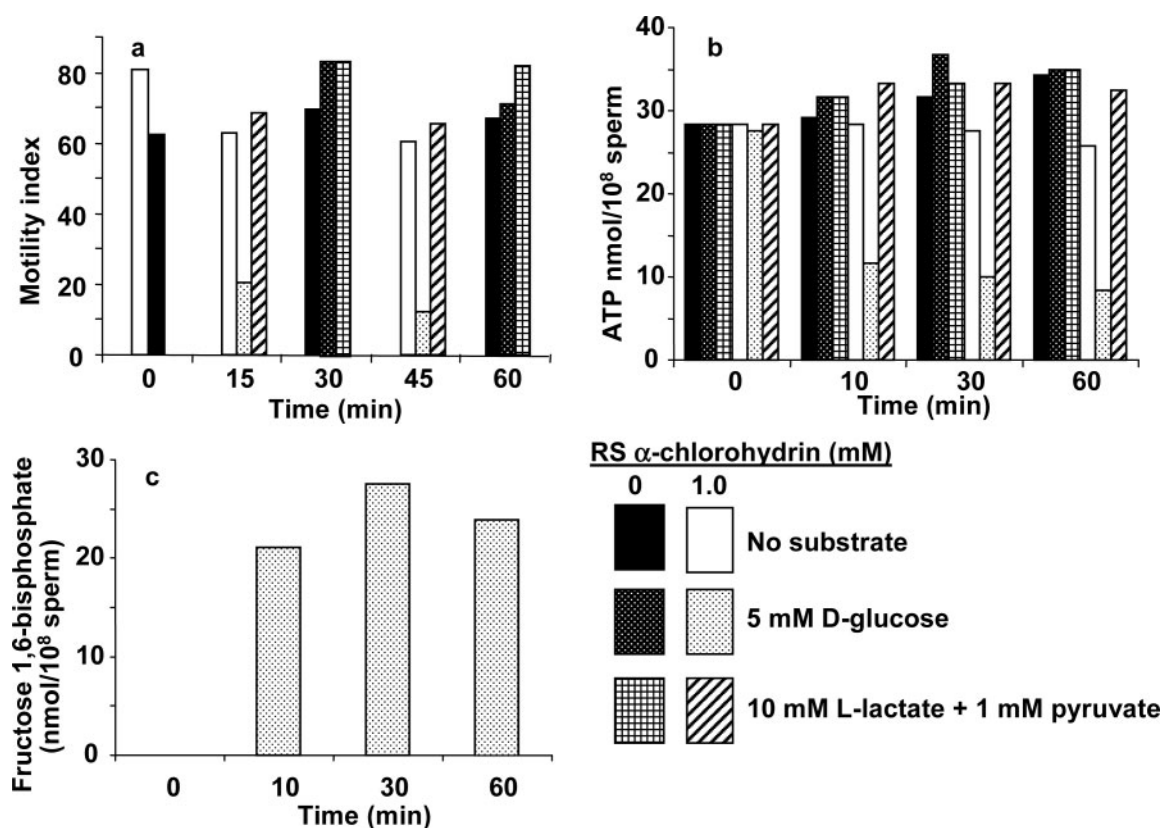 a
80
60
40
20
0
Motility index
0 15 30 45 60
Time (min)
b
40
30
20
10
0
ATP nmol/10⁸ sperm
0 10 30 60
Time (min)
c
30
20
10
0
Fructose 1,6-bisphosphate
(nmol/10⁸ sperm)
0 10 30 60
Time (min)
RS α-chlorohydrin (mM)
0 1.0
No substrate
5 mM D-glucose
10 mM L-lactate + 1 mM pyruvate